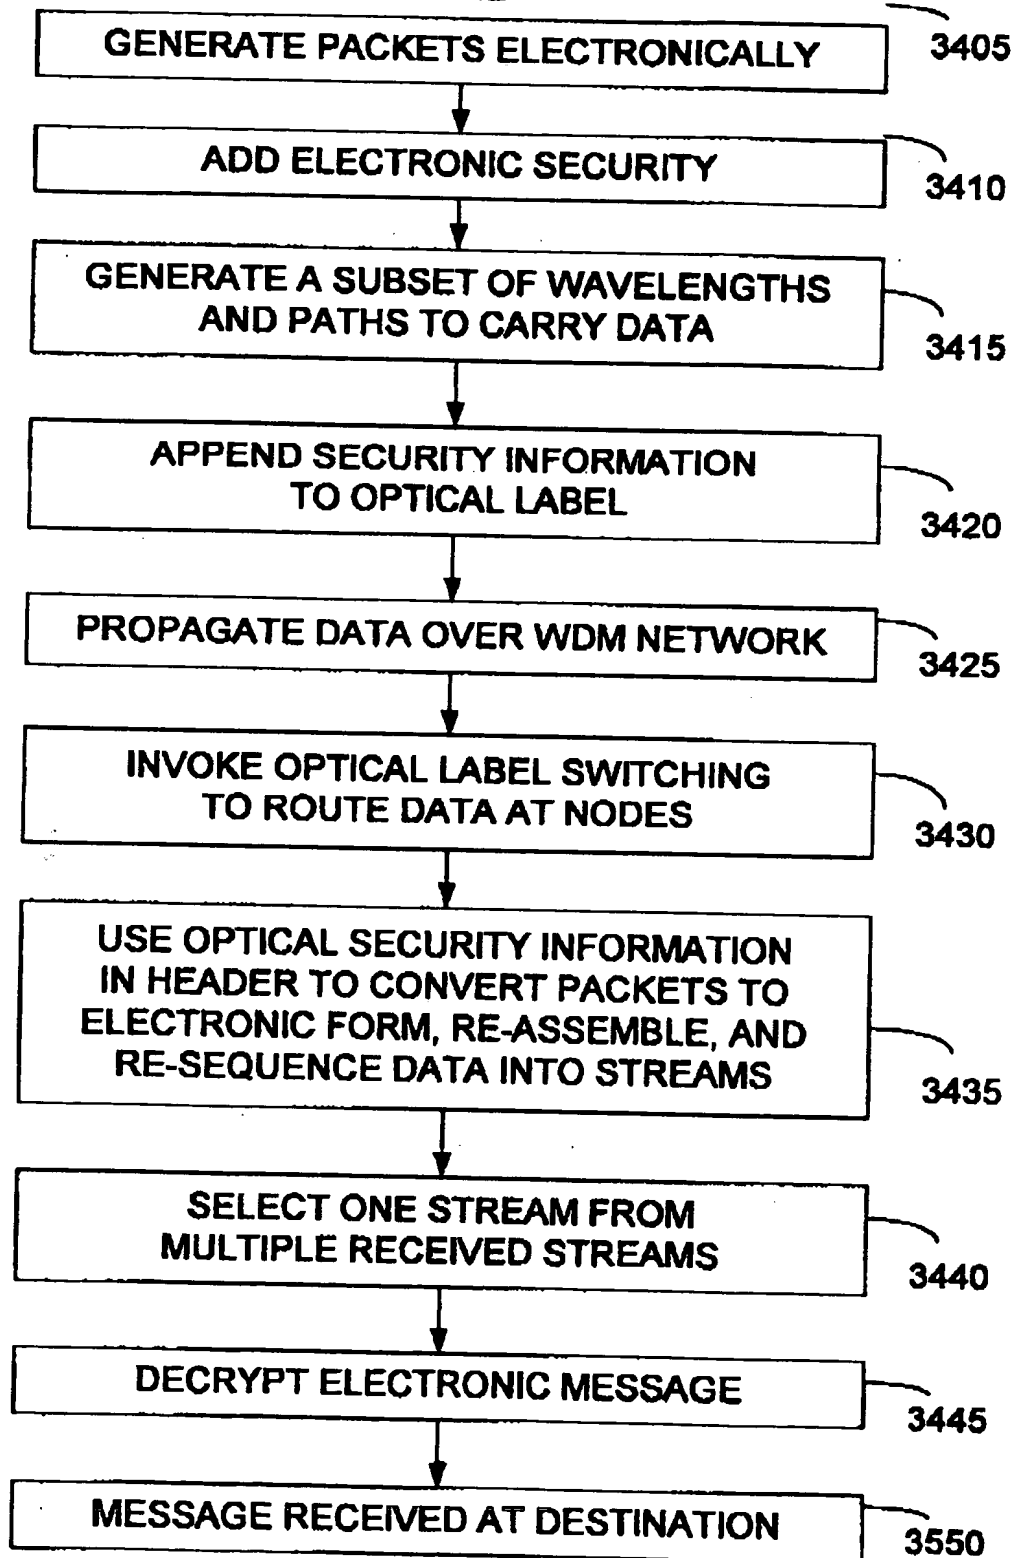 GENERATE PACKETS ELECTRONICALLY
3405
ADD ELECTRONIC SECURITY
3410
GENERATE A SUBSET OF WAVELENGTHS
AND PATHS TO CARRY DATA
3415
APPEND SECURITY INFORMATION
TO OPTICAL LABEL
3420
PROPAGATE DATA OVER WDM NETWORK
3425
INVOKE OPTICAL LABEL SWITCHING
TO ROUTE DATA AT NODES
3430
USE OPTICAL SECURITY INFORMATION
IN HEADER TO CONVERT PACKETS TO
ELECTRONIC FORM, RE-ASSEMBLE, AND
RE-SEQUENCE DATA INTO STREAMS
3435
SELECT ONE STREAM FROM
MULTIPLE RECEIVED STREAMS
3440
DECRYPT ELECTRONIC MESSAGE
3445
MESSAGE RECEIVED AT DESTINATION
3550